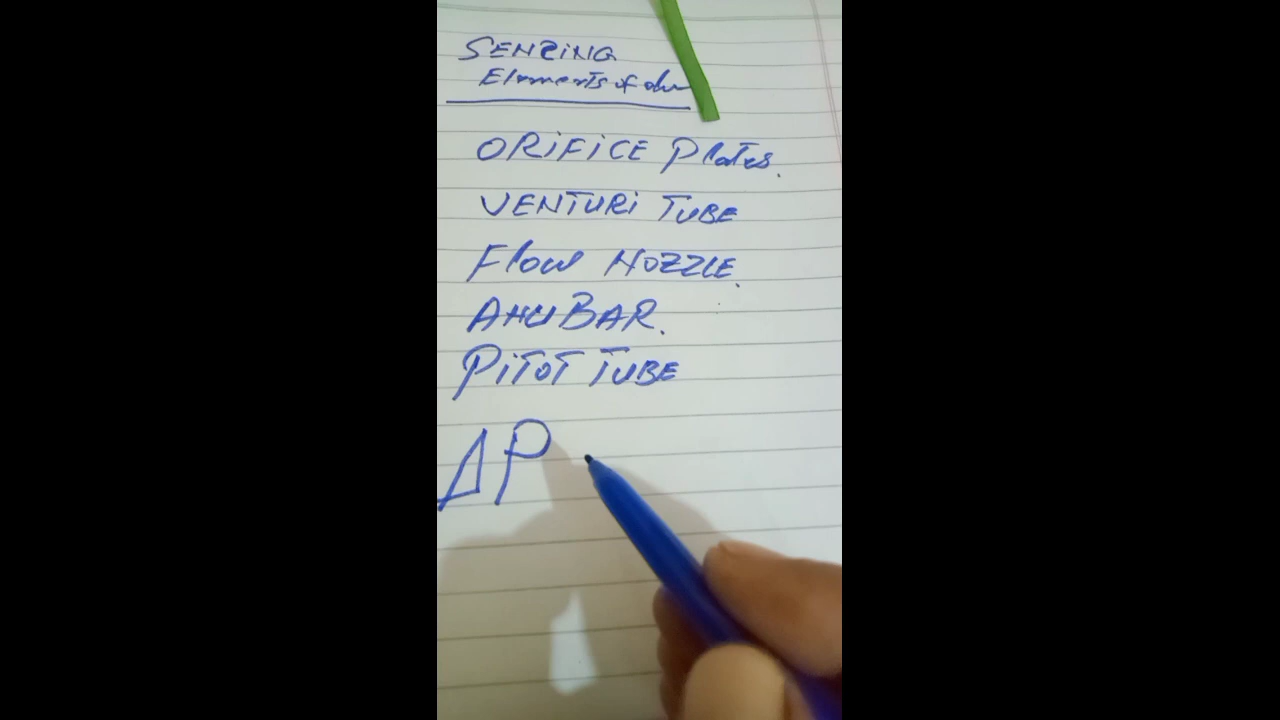 SENSING
Elements of
ORIFICE Plates.
VENTURI TUBE
Flow NOZZLE.
ANUBAR.
PITOT TUBE
ΔP